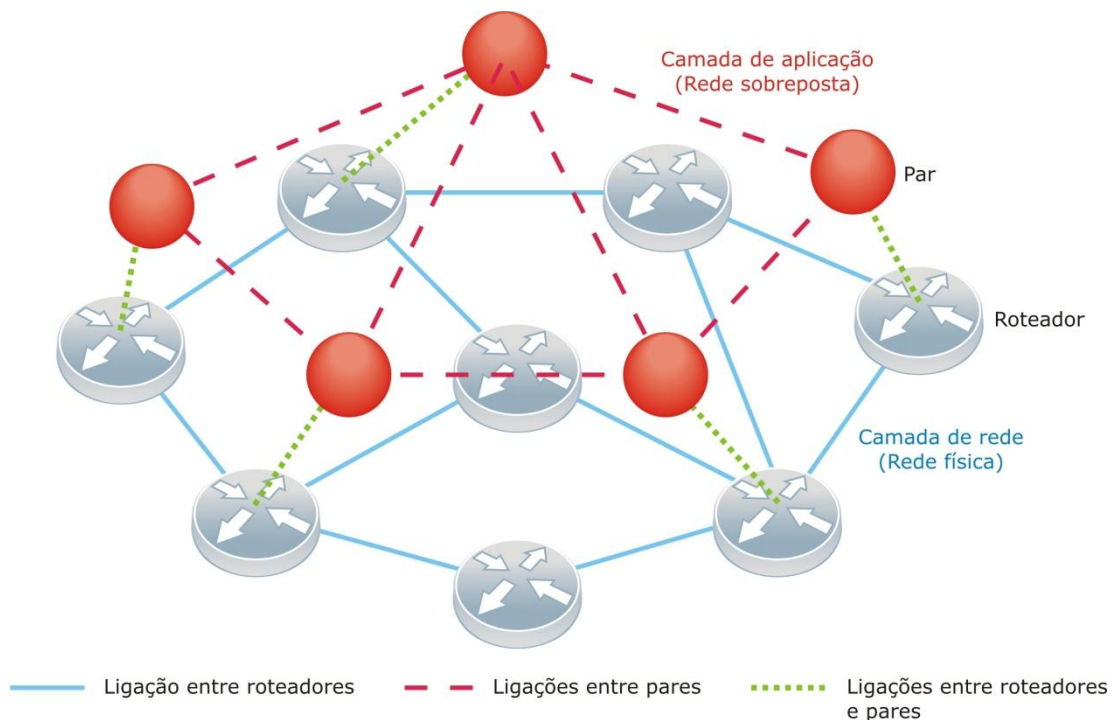 Camada de aplicação
(Rede sobreposta)
Par
Roteador
Camada de rede
(Rede física)
Ligação entre roteadores
Ligações entre pares
Ligações entre roteadores
e pares